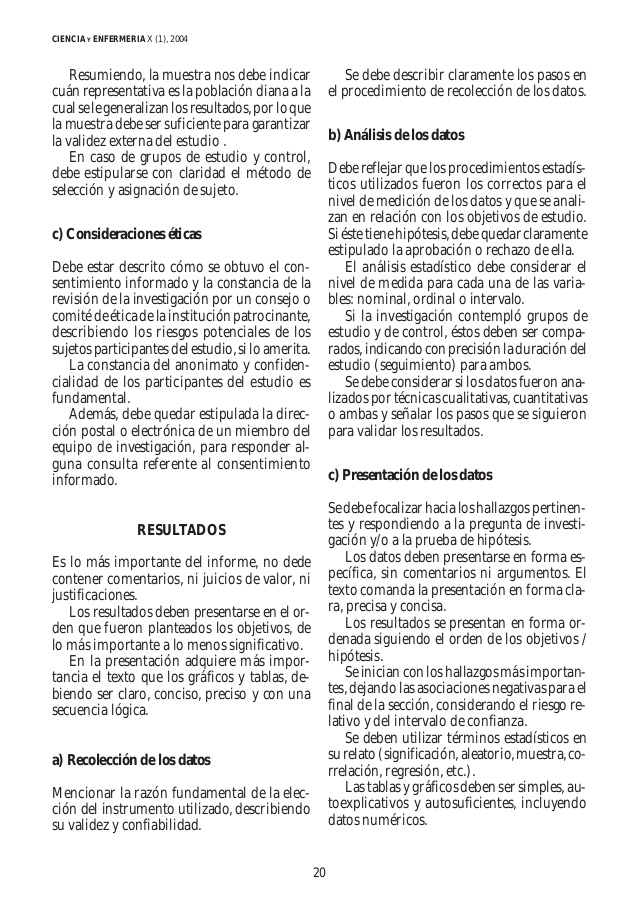 CIENCIA Y ENFERMERIA X (1), 2004
Resumiendo, la muestra nos debe indicar
cuán representativa es la población diana a la
cual se le generalizan los resultados, por lo que
la muestra debe ser suficiente para garantizar
la validez externa del estudio .
En caso de grupos de estudio y control,
debe estipularse con claridad el método de
selección y asignación de sujeto.
c) Consideraciones éticas
Debe estar descrito cómo se obtuvo el con-
sentimiento informado y la constancia de la
revisión de la investigación por un consejo o
comité de ética de la institución patrocinante,
describiendo los riesgos potenciales de los
sujetos participantes del estudio, si lo amerita.
La constancia del anonimato y confiden-
cialidad de los participantes del estudio es
fundamental.
Además, debe quedar estipulada la direc-
ción postal o electrónica de un miembro del
equipo de investigación, para responder al-
guna consulta referente al consentimiento
informado.
RESULTADOS
Es lo más importante del informe, no dede
contener comentarios, ni juicios de valor, ni
justificaciones.
Los resultados deben presentarse en el or-
den que fueron planteados los objetivos, de
lo más importante a lo menos significativo.
En la presentación adquiere más impor-
tancia el texto que los gráficos y tablas, de-
biendo ser claro, conciso, preciso y con una
secuencia lógica.
a) Recolección de los datos
Mencionar la razón fundamental de la elec-
ción del instrumento utilizado, describiendo
su validez y confiabilidad.
Se debe describir claramente los pasos en
el procedimiento de recolección de los datos.
b) Análisis de los datos
Debe reflejar que los procedimientos estadís-
ticos utilizados fueron los correctos para el
nivel de medición de los datos y que se anali-
zan en relación con los objetivos de estudio.
Si éste tiene hipótesis, debe quedar claramente
estipulado la aprobación o rechazo de ella.
El análisis estadístico debe considerar el
nivel de medida para cada una de las varia-
bles: nominal, ordinal o intervalo.
Si la investigación contempló grupos de
estudio y de control, éstos deben ser compa-
rados, indicando con precisión la duración del
estudio (seguimiento) para ambos.
Se debe considerar si los datos fueron ana-
lizados por técnicas cualitativas, cuantitativas
o ambas y señalar los pasos que se siguieron
para validar los resultados.
c) Presentación de los datos
Se debe focalizar hacia los hallazgos pertinen-
tes y respondiendo a la pregunta de investi-
gación y/o a la prueba de hipótesis.
Los datos deben presentarse en forma es-
pecífica, sin comentarios ni argumentos. El
texto comanda la presentación en forma cla-
ra, precisa y concisa.
Los resultados se presentan en forma or-
denada siguiendo el orden de los objetivos /
hipótesis.
Se inician con los hallazgos más importan-
tes, dejando las asociaciones negativas para el
final de la sección, considerando el riesgo re-
lativo y del intervalo de confianza.
Se deben utilizar términos estadísticos en
su relato (significación, aleatorio, muestra, co-
rrelación, regresión, etc.).
Las tablas y gráficos deben ser simples, au-
toexplicativos y autosuficientes, incluyendo
datos numéricos.
20